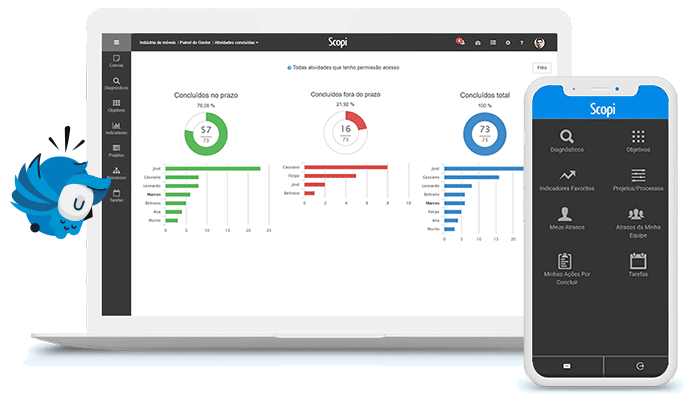 Indústria de móveis / Painel do Gestor / Atividades concluídas
Scopi
Todas atividades que tenho permissão acesso
Filtro
Canvas
Diagnósticos
Objetivos
Indicadores
Projetos
Processos
Tarefas
Concluídos no prazo
78,08 %
57
73
José
Cassiano
Leonardo
Marcos
Beltrano
Ana
Murilo
0 5 10 15 20 25
Concluídos fora do prazo
21,92 %
16
73
Cassiano
Felipe
José
Beltrano
0 2 4 6 8 10
Concluídos total
100 %
73
73
José
Cassiano
Leonardo
Beltrano
Marcos
Felipe
Ana
Murilo
0 5
Scopi
Diagnósticos
Objetivos
Indicadores Favoritos
Projetos/Processos
Meus Atrasos
Atrasos da Minha
Equipe
Minhas Ações Por
Concluir
Tarefas